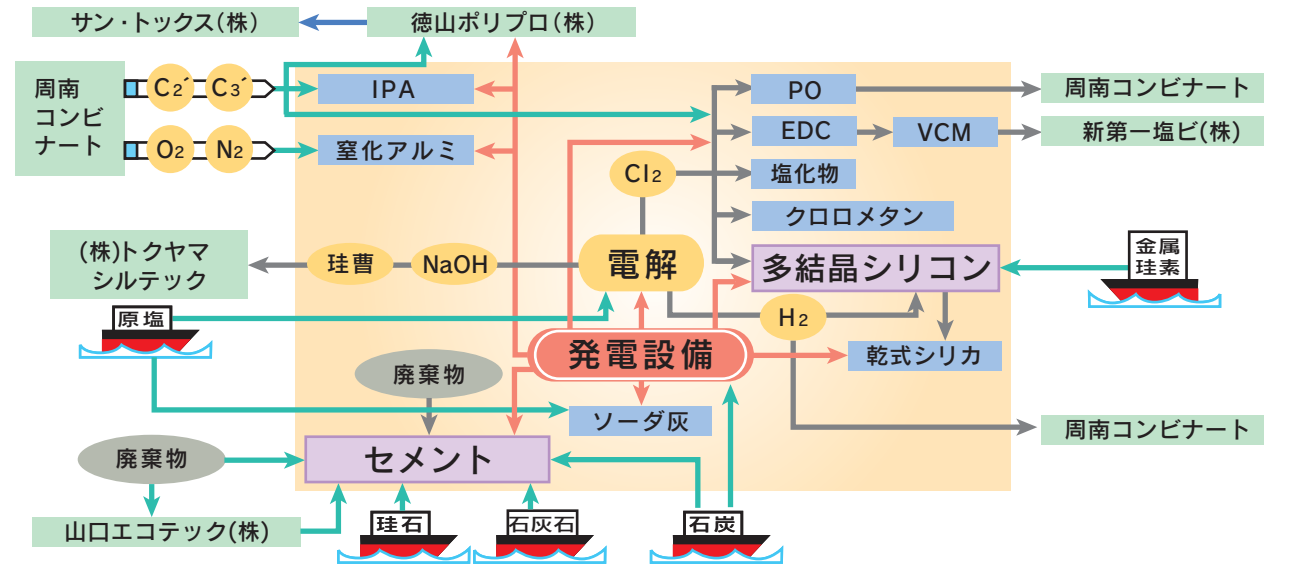 サン・トックス(株)
徳山ポリプロ(株)
周南
コンビ
ナート
C2´
C3´
O2
N2
IPA
窒化アルミ
PO
EDC
VCM
塩化物
クロロメタン
周南コンビナート
新第一塩ビ(株)
Cl2
(株)トクヤマ
シルテック
珪曹
NaOH
電解
多結晶シリコン
金属
珪素
原塩
H2
発電設備
乾式シリカ
廃棄物
ソーダ灰
周南コンビナート
廃棄物
セメント
山口エコテック(株)
珪石
石灰石
石炭